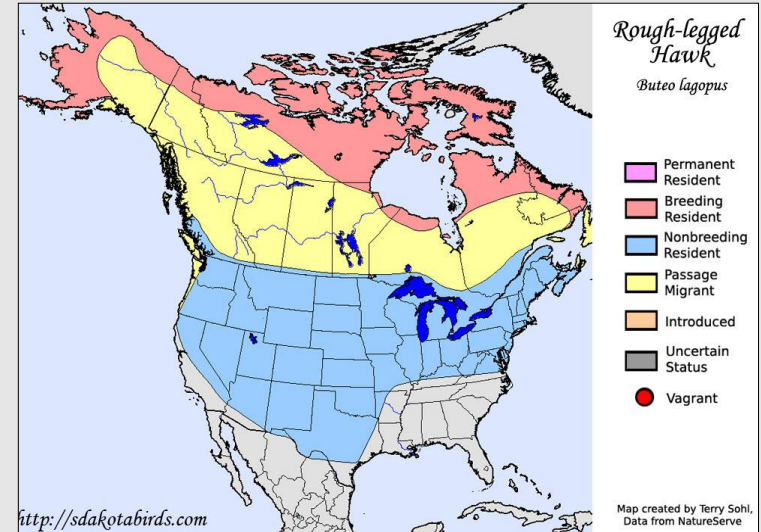 Rough-legged
Hawk
Buteo lagopus
Permanent
Resident
Breeding
Resident
Nonbreeding
Resident
Passage
Migrant
Introduced
Uncertain
Status
Vagrant
http://sdakotabirds.com
Map created by Terry Sohl,
Data from NatureServe